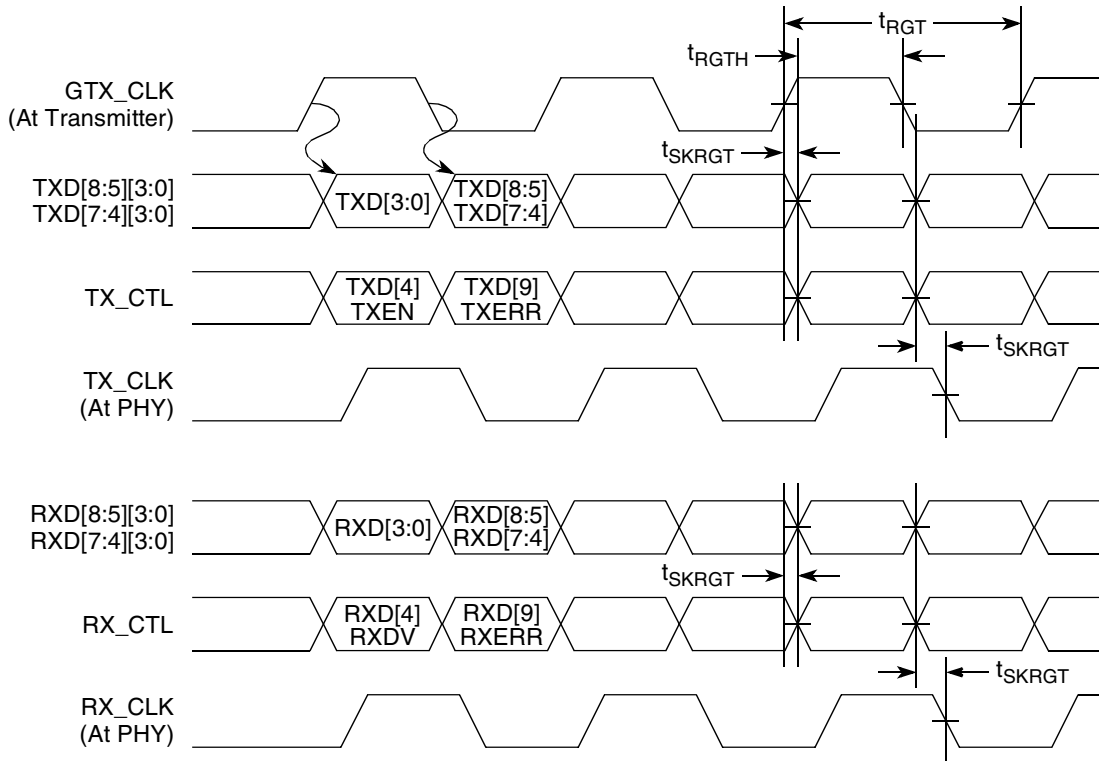 tRGT
tRGTH
GTX_CLK
(At Transmitter)
tSKRGT
TXD[8:5][3:0]
TXD[7:4][3:0]
TXD[3:0]
TXD[8:5]
TXD[7:4]
TX_CTL
TXD[4]
TXEN
TXD[9]
TXERR
tSKRGT
TX_CLK
(At PHY)
RXD[8:5][3:0]
RXD[7:4][3:0]
RXD[3:0]
RXD[8:5]
RXD[7:4]
tSKRGT
RX_CTL
RXD[4]
RXDV
RXD[9]
RXERR
tSKRGT
RX_CLK
(At PHY)